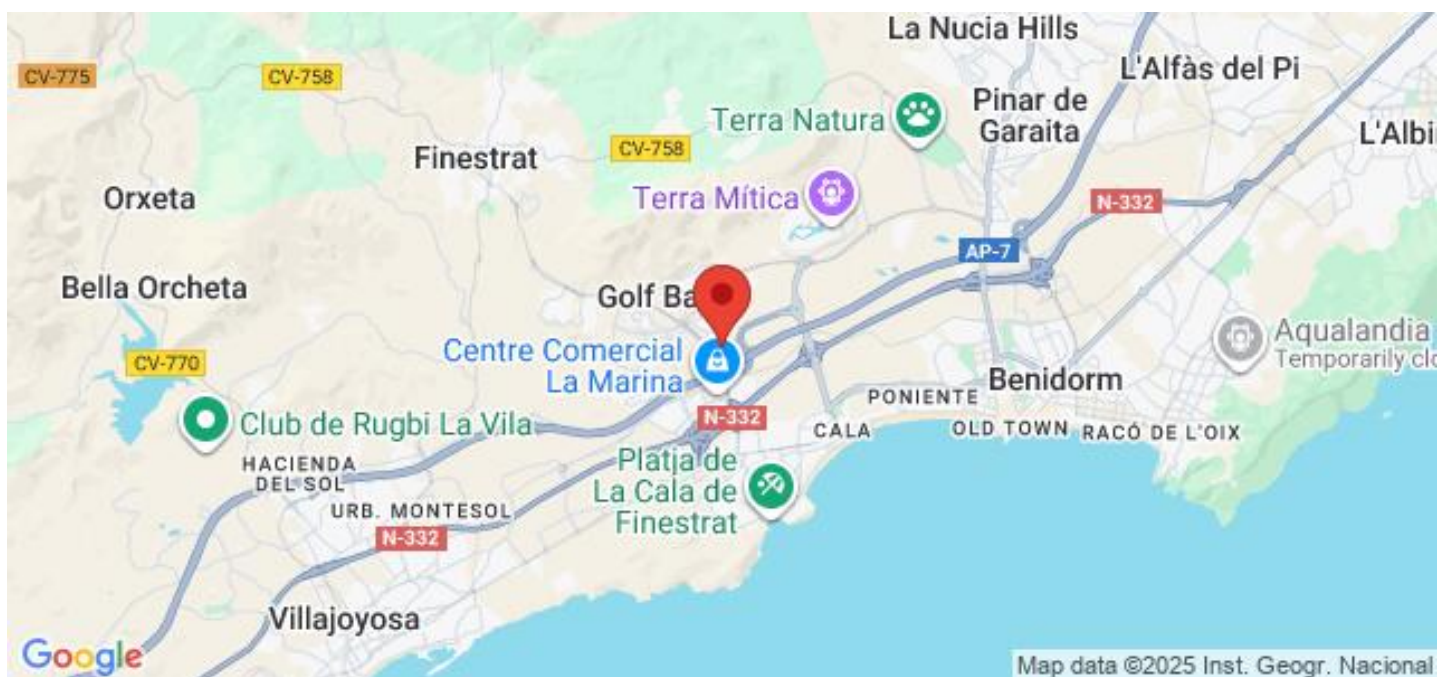 La Nucia Hills
CV-775
CV-758
L'Alfàs del Pi
Terra Natura
Pinar de
Garaita
L'Albi
Finestrat
CV-758
Orxeta
Terra Mítica
N-332
AP-7
Bella Orcheta
Golf Ba
Aqualandia
Temporarily clo
Centre Comercial
La Marina
CV-770
Benidorm
PONIENTE
N-332
Club de Rugbi La Vila
CALA
OLD TOWN
RACÓ DE L'OIX
HACIENDA
DEL SOL
Platja de
La Cala de
Finestrat
URB. MONTESOL
N-332
Villajoyosa
Google
Map data ©2025 Inst. Geogr. Nacional